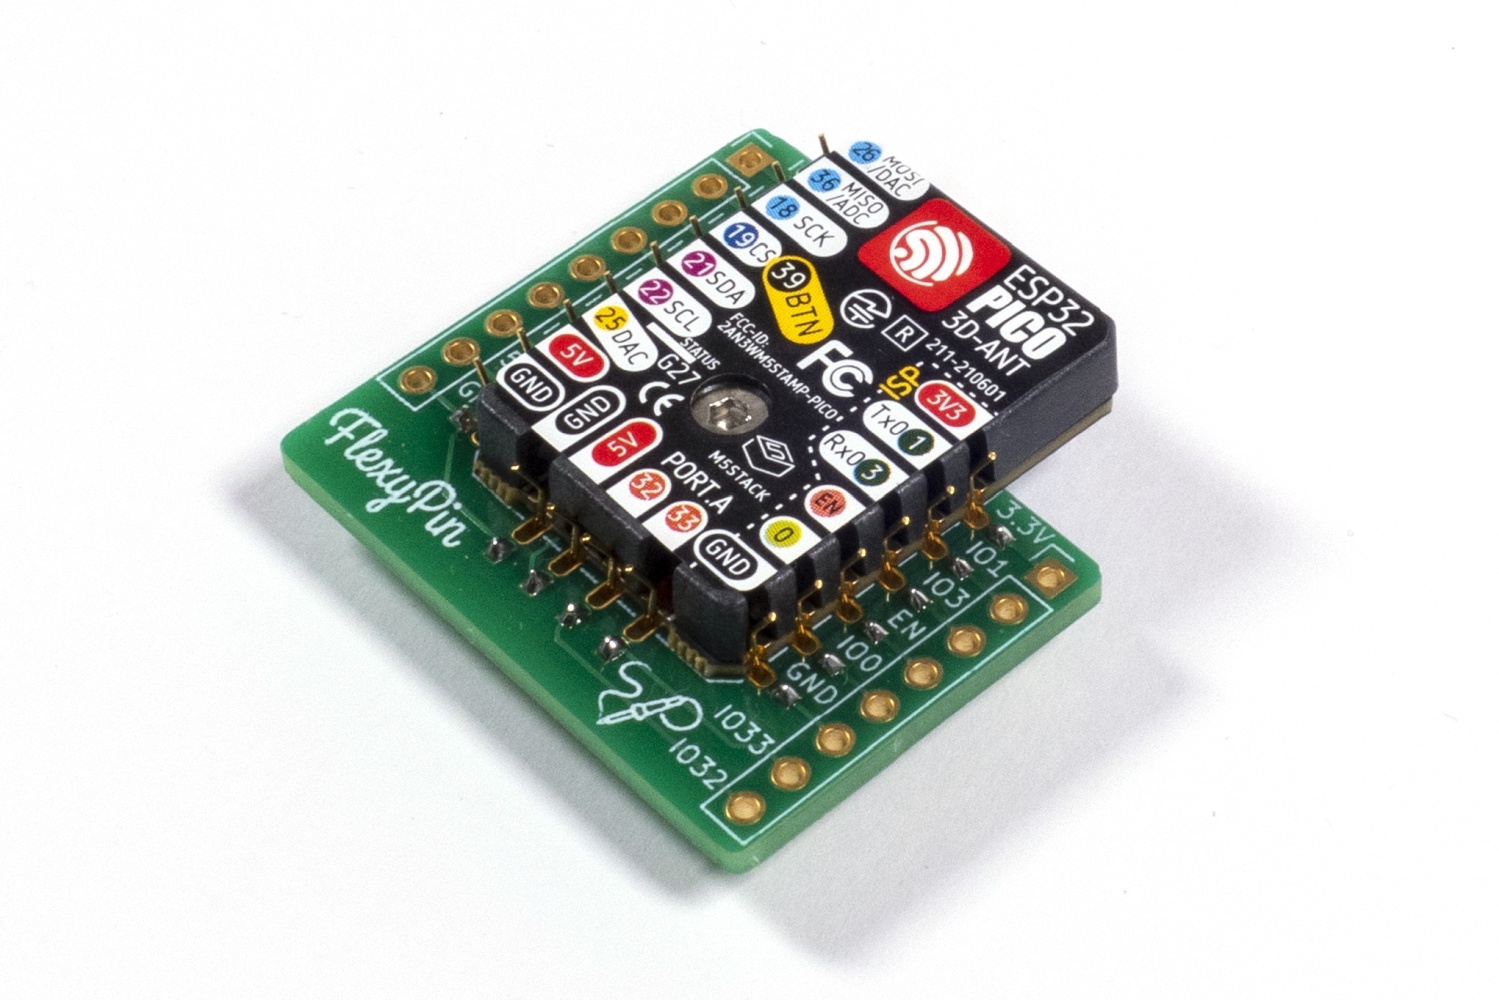 26 MOSI
/DAC
36 MISO
/ADC
18 SCK
19 CS
21 SDA
22 SCL
25 DAC
5V
GND
39 BTN
ESP32
PICO
3D-ANT
R 211-210601
FCC-ID:
2AN3WM5STAMP-PICO
STATUS
G27
FC
CE
ISP
3V3
Tx0 1
Rx0 3
EN
0
GND
M5STACK
PORT.A
GND
5V
32
33
FlexyPin
3.3V
IO1
IO3
EN
IO0
GND
IO33
IO32